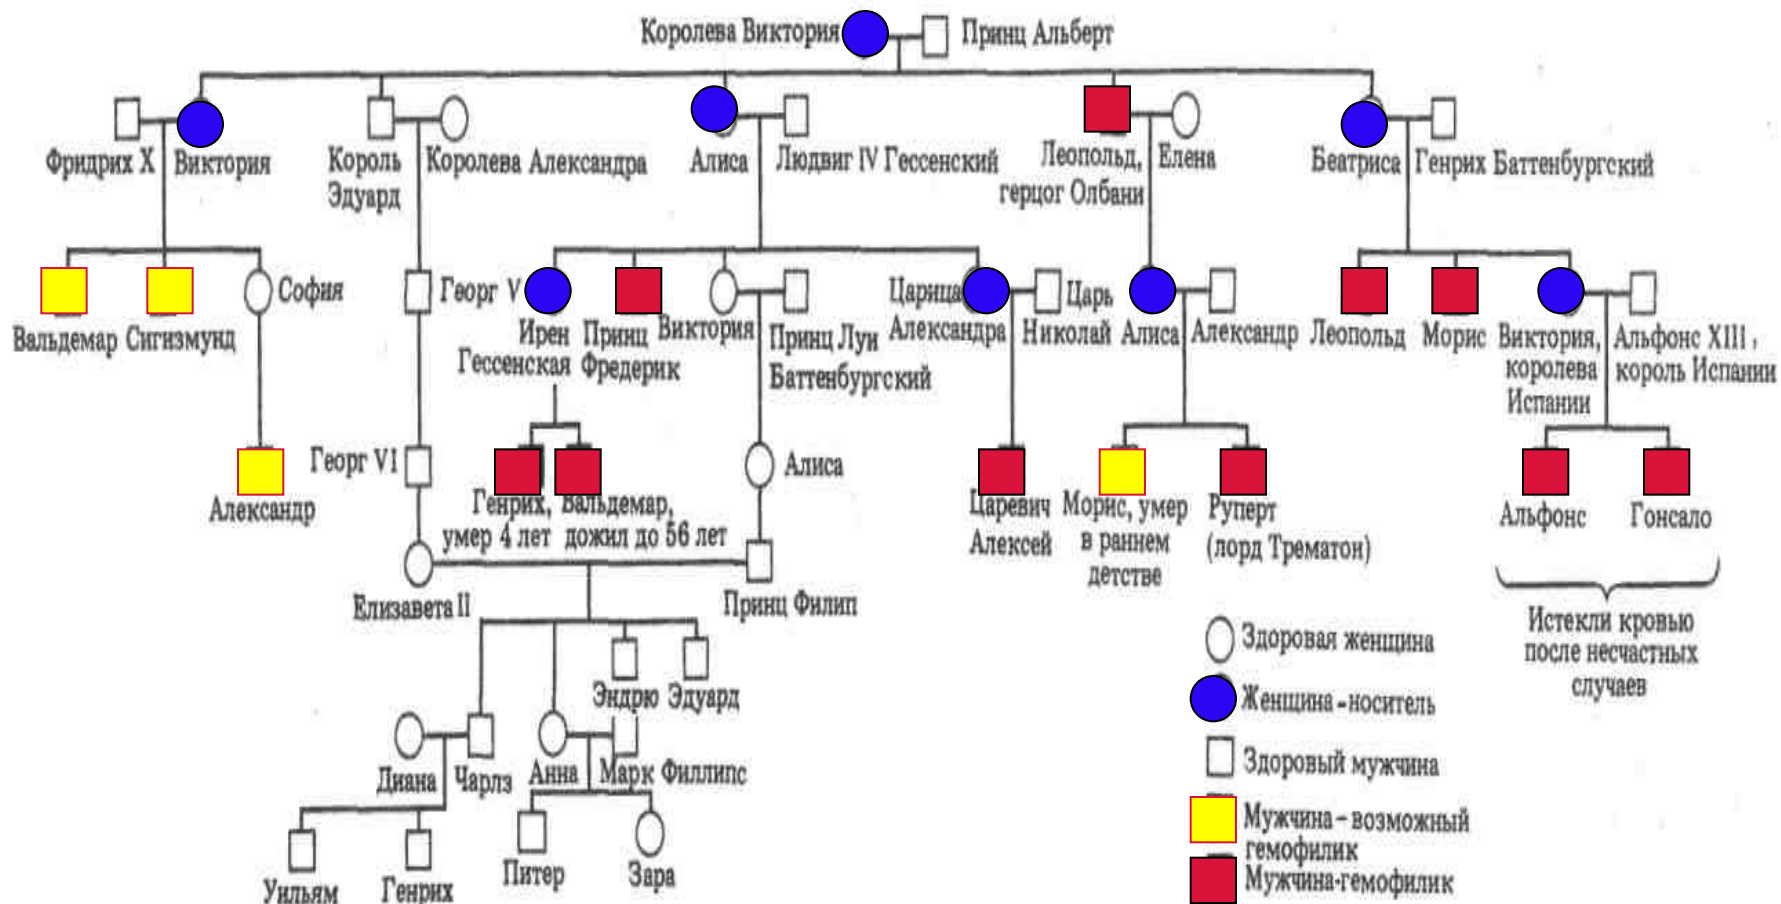 Королева Виктория
Принц Альберт
Фридрих X
Виктория
Король
Эдуард
Королева Александра
Алиса
Людвиг IV Гессенский
Леопольд,
герцог Олбани
Елена
Беатриса
Генрих Баттенбургский
Вальдемар
Сигизмунд
София
Георг V
Ирен
Гессенская
Принц
Фредерик
Виктория
Принц Луи
Баттенбургский
Царица
Александра
Царь
Николай
Алиса
Александр
Леопольд
Морис
Виктория,
королева
Испании
Альфонс XIII,
король Испании
Александр
Георг VI
Генрих,
умер 4 лет
Вальдемар,
дожил до 56 лет
Алиса
Царевич
Алексей
Морис, умер
в раннем
детстве
Руперт
(лорд Трематон)
Альфонс
Гонсало
Истекли кровью
после несчастных
случаев
Елизавета II
Принц Филип
Эндрю
Эдуард
Диана
Чарлз
Анна
Марк Филлипс
Уильям
Генрих
Питер
Зара
Здоровая женщина
Женщина-носитель
Здоровый мужчина
Мужчина-возможный
гемофилик
Мужчина-гемофилик